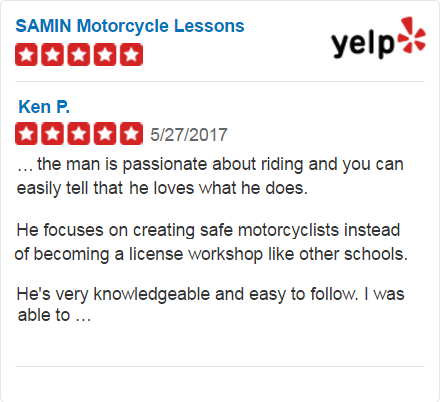 SAMIN Motorcycle Lessons
yelp
Ken P.
5/27/2017
... the man is passionate about riding and you can
easily tell that he loves what he does.
He focuses on creating safe motorcyclists instead
of becoming a license workshop like other schools.
He's very knowledgeable and easy to follow. I was
able to ...